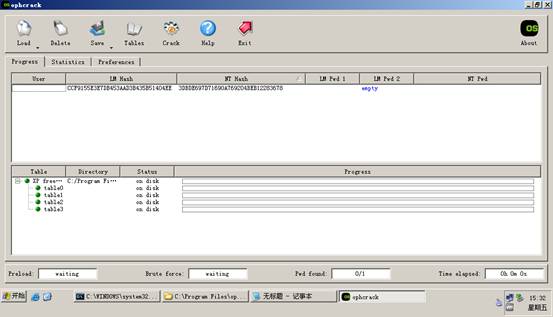 ophcrack
Load Delete Save Tables Crack Help Exit About
OS
Progress Statistics Preferences
User LM Hash NT Hash LM Pwd 1 LM Pwd 2 NT Pwd
CCF9155E3E7DB453AAD3B435B51404EE 3DBDE697D71690A769204BEB12283678 empty
Table Directory Status Progress
XP free··· C:/Program Fi··· on disk
table0 on disk
table1 on disk
table2 on disk
table3 on disk
Preload: waiting Brute force: waiting Pwd found: 0/1 Time elapsed: 0h 0m 0s
开始 C:\WINDOWS\system32... C:\Program Files\op... 无标题 - 记事本 ophcrack 15:32
星期五